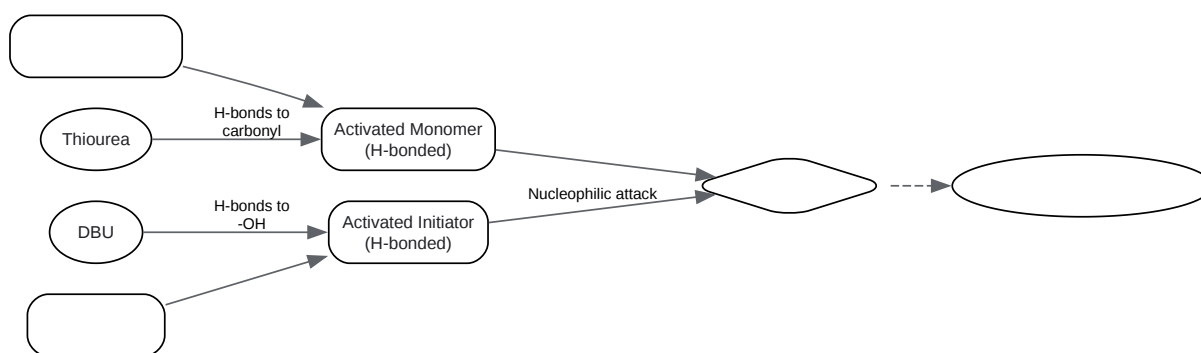 H-bonds to
carbonyl
Thiourea
Activated Monomer
(H-bonded)
Nucleophilic attack
H-bonds to
-OH
DBU
Activated Initiator
(H-bonded)